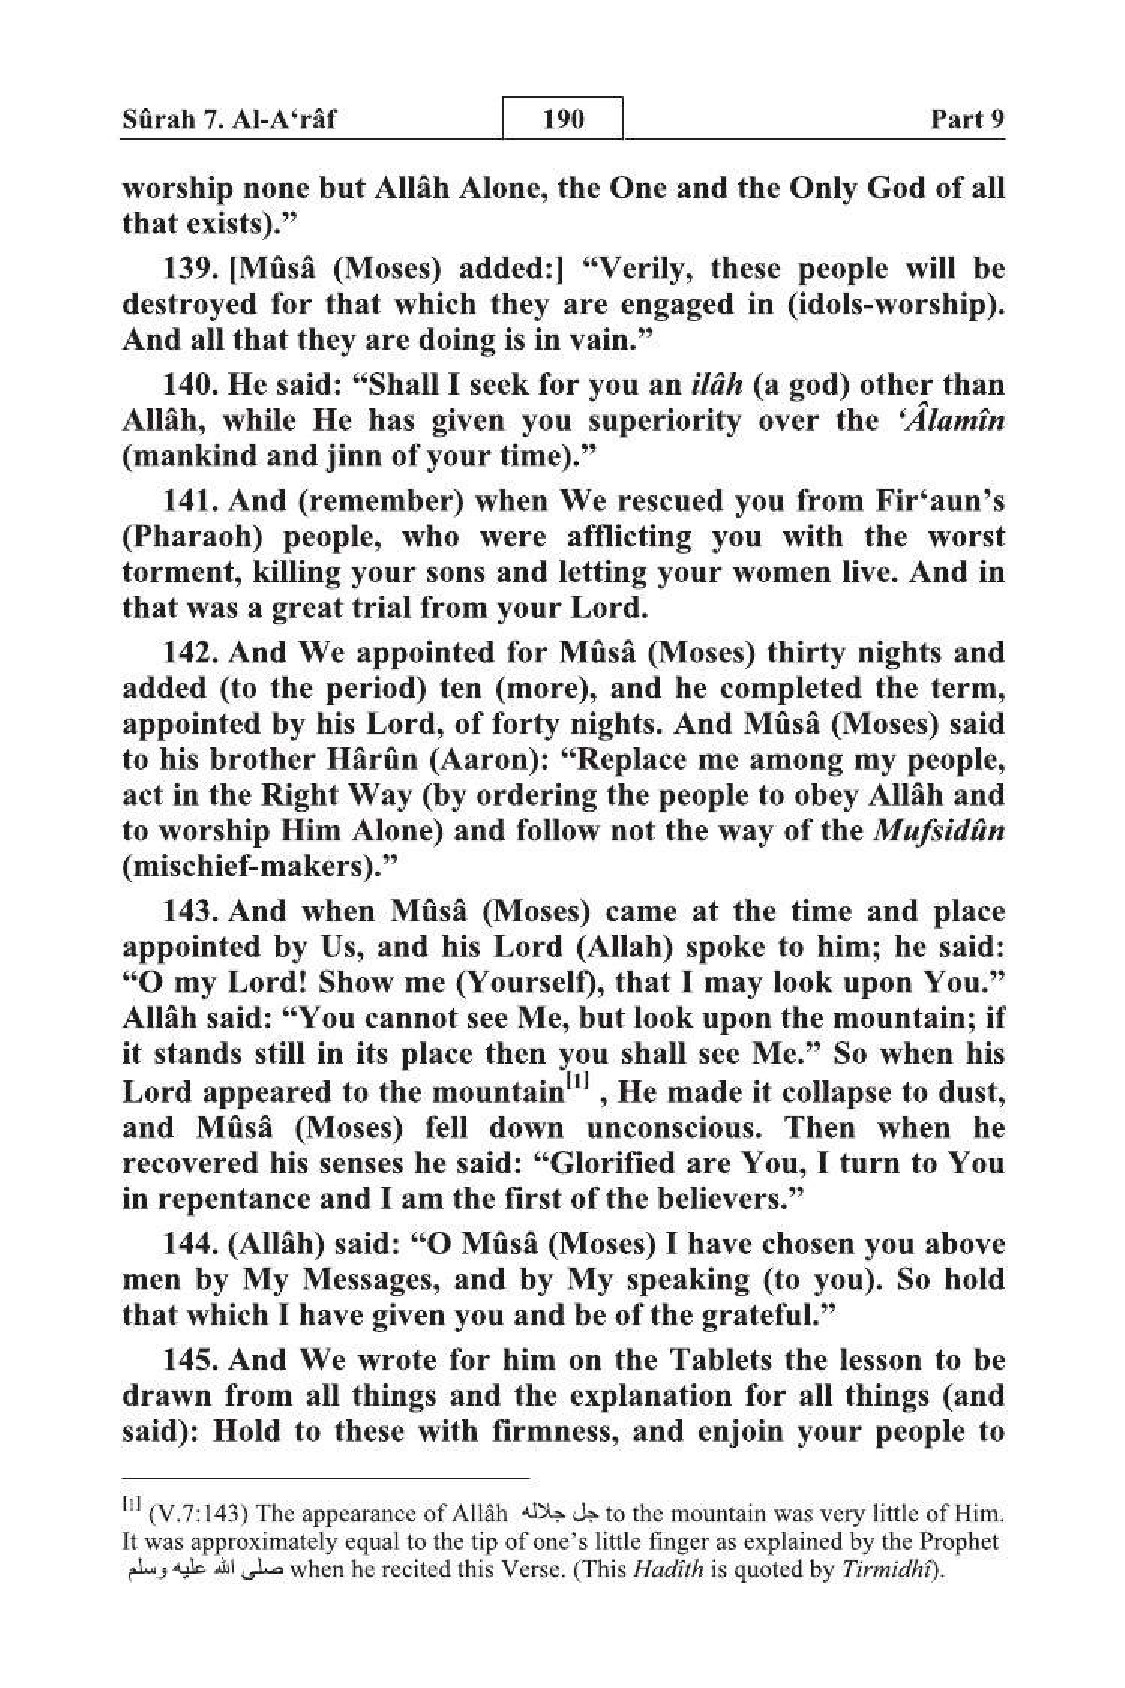 Sûrah 7. Al-A‘râf 190 Part 9
worship none but Allâh Alone, the One and the Only God of all
that exists).”
139. [Mûsâ (Moses) added:] “Verily, these people will be
destroyed for that which they are engaged in (idols-worship).
And all that they are doing is in vain.”
140. He said: “Shall I seek for you an ilâh (a god) other than
Allâh, while He has given you superiority over the ‘Âlamîn
(mankind and jinn of your time).”
141. And (remember) when We rescued you from Fir‘aun’s
(Pharaoh) people, who were afflicting you with the worst
torment, killing your sons and letting your women live. And in
that was a great trial from your Lord.
142. And We appointed for Mûsâ (Moses) thirty nights and
added (to the period) ten (more), and he completed the term,
appointed by his Lord, of forty nights. And Mûsâ (Moses) said
to his brother Hârûn (Aaron): “Replace me among my people,
act in the Right Way (by ordering the people to obey Allâh and
to worship Him Alone) and follow not the way of the Mufsidûn
(mischief-makers).”
143. And when Mûsâ (Moses) came at the time and place
appointed by Us, and his Lord (Allah) spoke to him; he said:
“O my Lord! Show me (Yourself), that I may look upon You.”
Allâh said: “You cannot see Me, but look upon the mountain; if
it stands still in its place then you shall see Me.” So when his
Lord appeared to the mountain[1] , He made it collapse to dust,
and Mûsâ (Moses) fell down unconscious. Then when he
recovered his senses he said: “Glorified are You, I turn to You
in repentance and I am the first of the believers.”
144. (Allâh) said: “O Mûsâ (Moses) I have chosen you above
men by My Messages, and by My speaking (to you). So hold
that which I have given you and be of the grateful.”
145. And We wrote for him on the Tablets the lesson to be
drawn from all things and the explanation for all things (and
said): Hold to these with firmness, and enjoin your people to
[1] (V.7:143) The appearance of Allâh جل جلاله to the mountain was very little of Him.
It was approximately equal to the tip of one’s little finger as explained by the Prophet
صلى الله عليه وسلم when he recited this Verse. (This Hadîth is quoted by Tirmidhî).